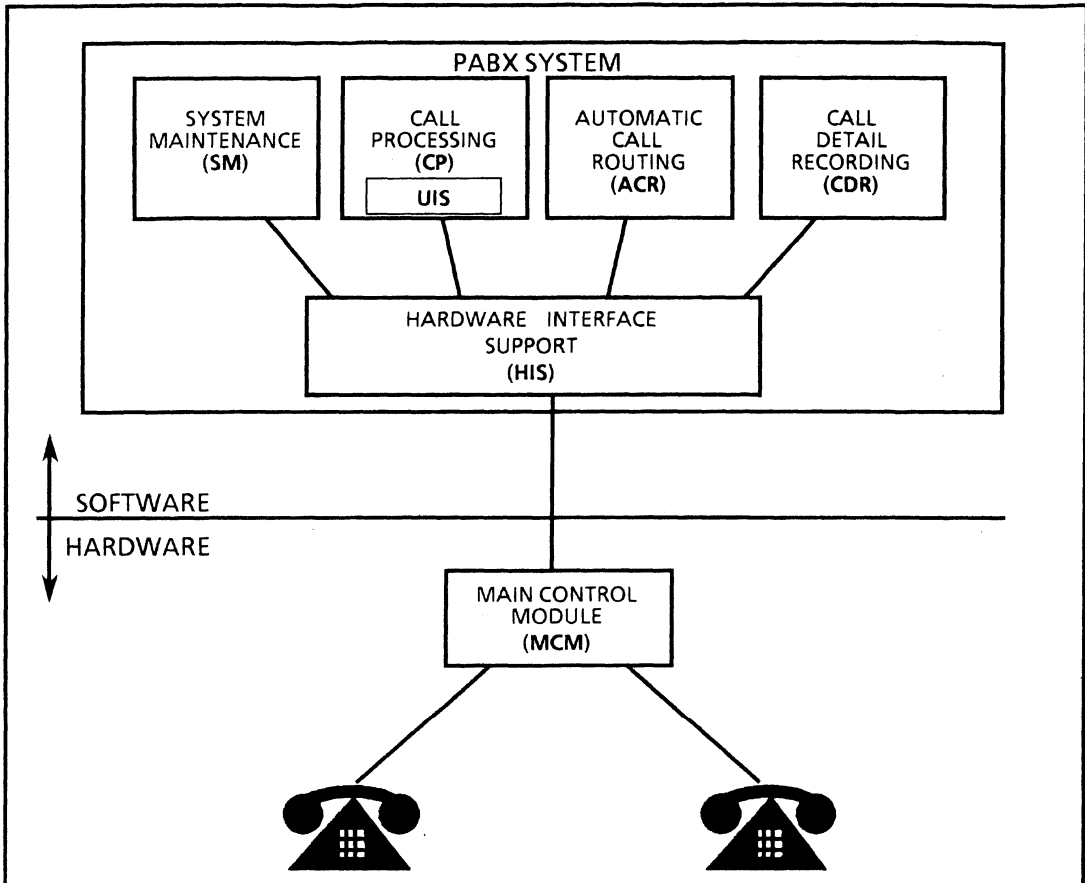 PABX SYSTEM
SYSTEM
MAINTENANCE
(SM)
CALL
PROCESSING
(CP)
UIS
AUTOMATIC
CALL
ROUTING
(ACR)
CALL
DETAIL
RECORDING
(CDR)
HARDWARE INTERFACE
SUPPORT
(HIS)
SOFTWARE
HARDWARE
MAIN CONTROL
MODULE
(MCM)